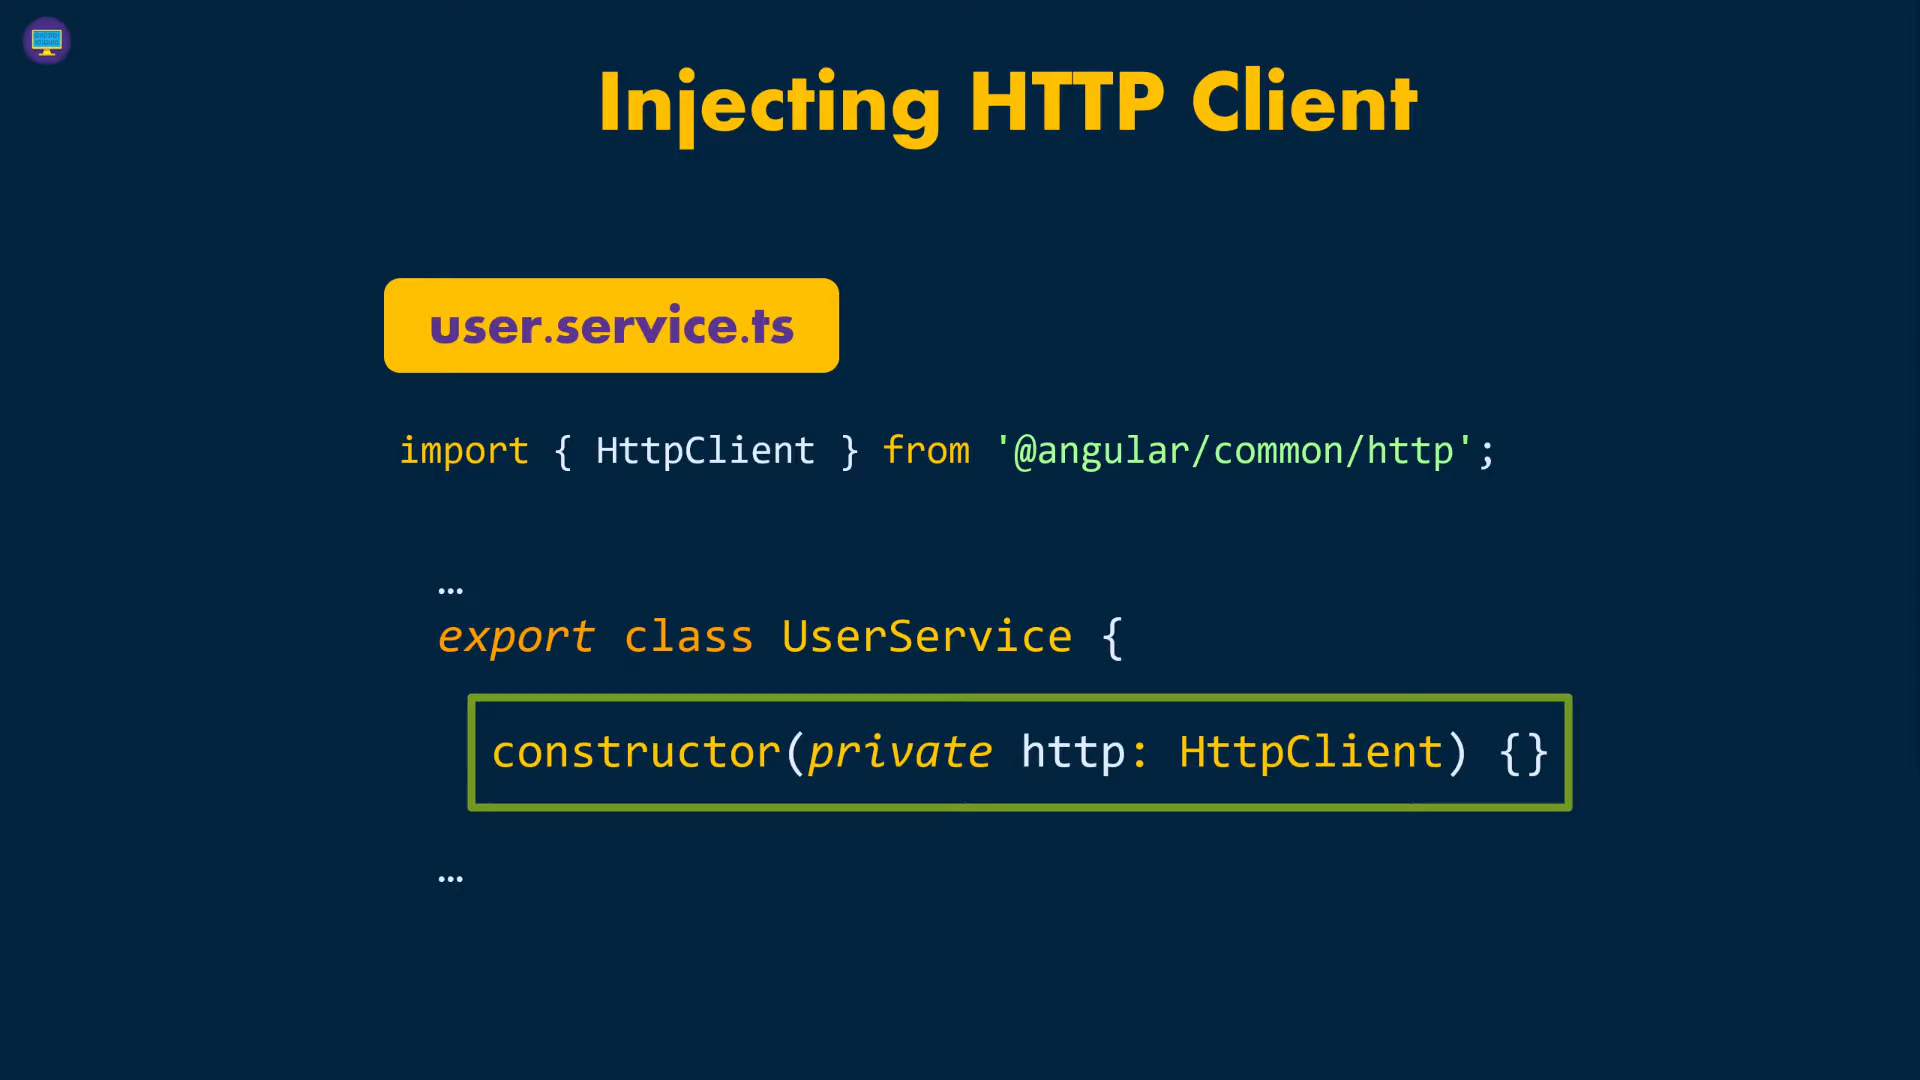 Injecting HTTP Client
user.service.ts
import { HttpClient } from '@angular/common/http';
…
export class UserService {
constructor(private http: HttpClient) {}
…